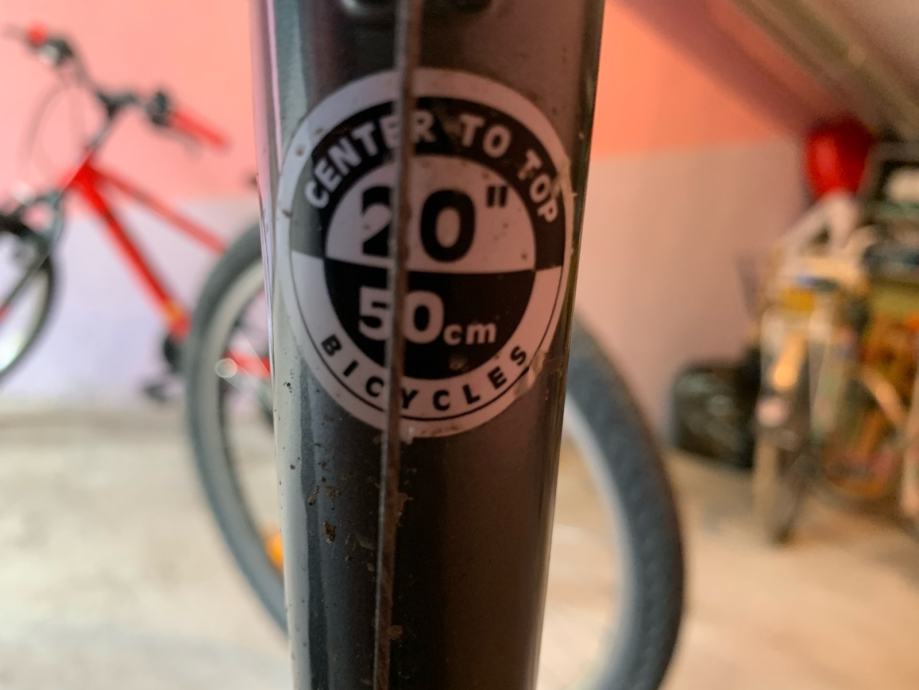 CENTER TO TOP
20"
50cm
BICYCLES